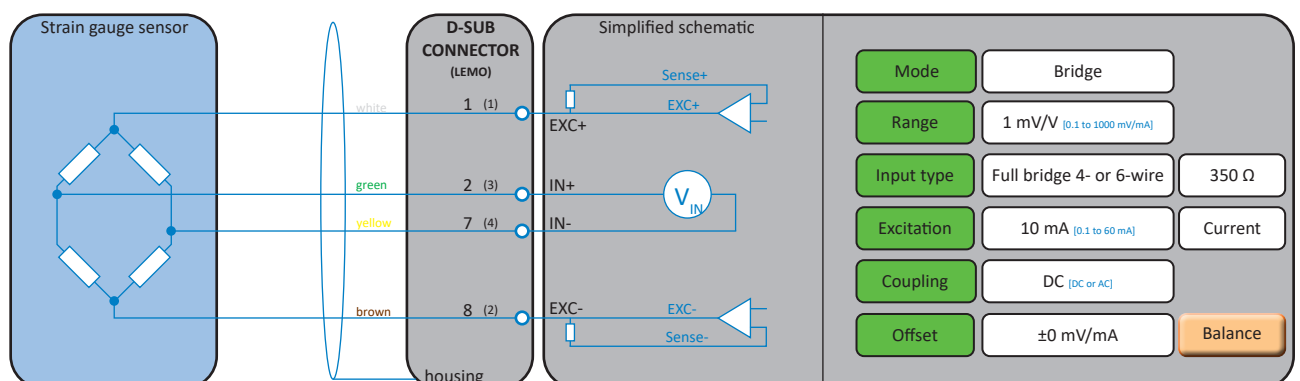 Strain gauge sensor
D-SUB
CONNECTOR
(LEMO)
Simplified schematic
white
1 (1)
EXC+
Sense+
EXC+
green
2 (3)
IN+
yellow
7 (4)
IN-
VIN
brown
8 (2)
EXC-
EXC-
Sense-
housing
Mode Bridge
Range 1 mV/V [0.1 to 1000 mV/mA]
Input type Full bridge 4- or 6-wire 350 Ω
Excitation 10 mA [0.1 to 60 mA] Current
Coupling DC [DC or AC]
Offset ±0 mV/mA Balance